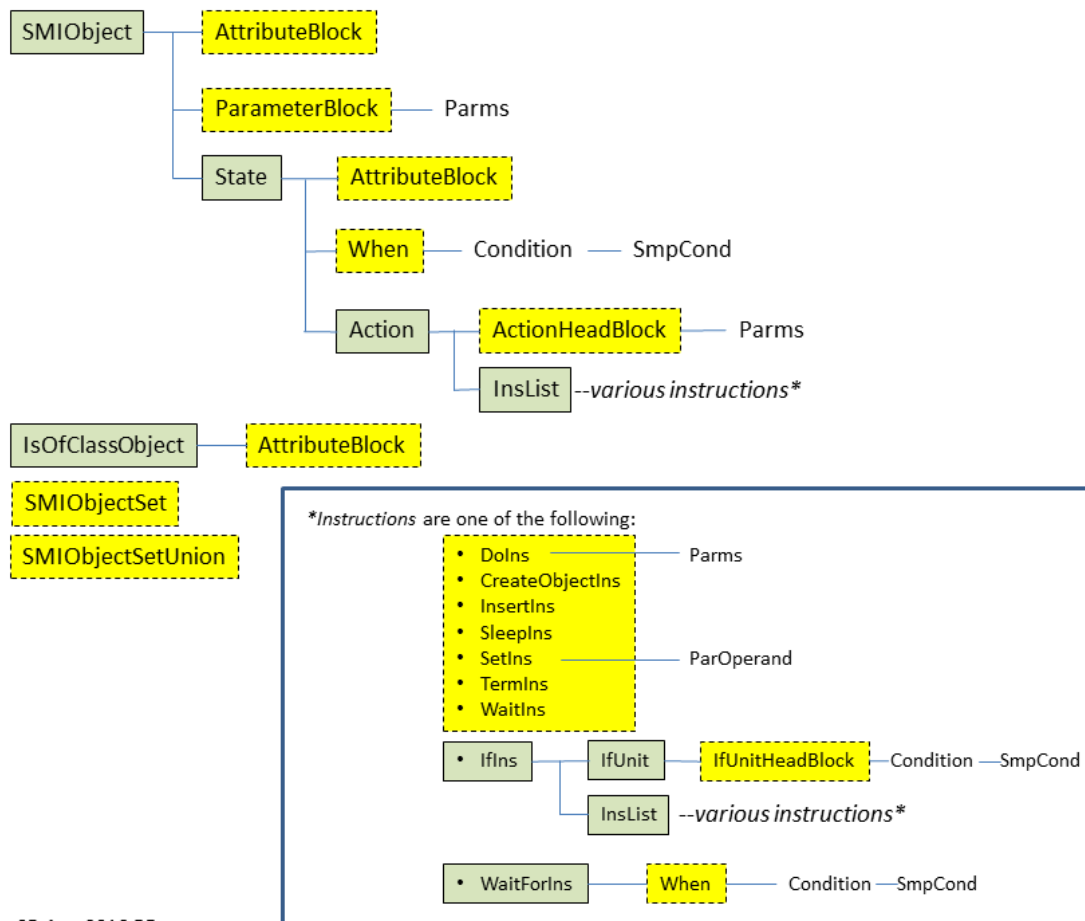 SMIObject AttributeBlock
ParameterBlock Parms
State AttributeBlock
When Condition SmpCond
Action ActionHeadBlock Parms
InsList --various instructions*
IsOfClassObject AttributeBlock
SMIObjectSet
SMIObjectSetUnion
*Instructions are one of the following:
• DoIns Parms
• CreateObjectIns
• InsertIns
• SleepIns
• SetIns ParOperand
• TermIns
• WaitIns
• IfIns IfUnit IfUnitHeadBlock Condition SmpCond
InsList --various instructions*
• WaitForIns When Condition SmpCond